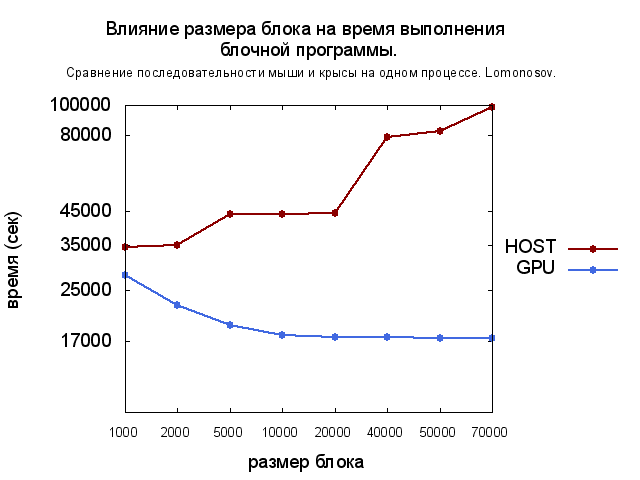 Влияние размера блока на время выполнения
блочной программы.
Сравнение последовательности мыши и крысы на одном процессе. Lomonosov.
100000
80000
45000
35000
25000
17000
время (сек)
HOST
GPU
1000 2000 5000 10000 20000 40000 50000 70000
размер блока